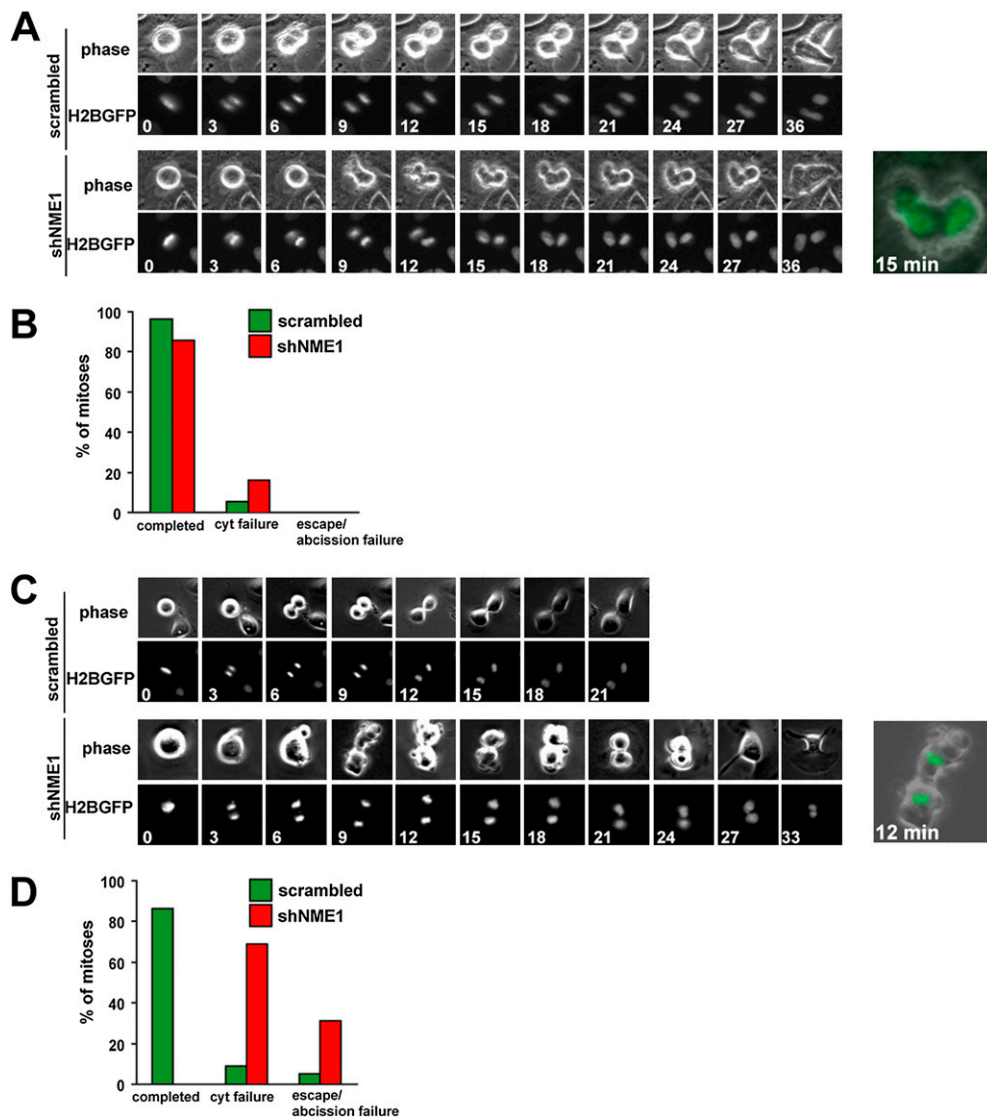 A
scrambled
phase
H2BGFP
0 3 6 9 12 15 18 21 24 27 36
shNME1
phase
H2BGFP
0 3 6 9 12 15 18 21 24 27 36
15 min
B
% of mitoses
100
80
60
40
20
0
scrambled
shNME1
completed
cyt failure
escape/
abcission failure
C
scrambled
phase
H2BGFP
0 3 6 9 12 15 18 21
shNME1
phase
H2BGFP
0 3 6 9 12 15 18 21 24 27 33
12 min
D
% of mitoses
100
80
60
40
20
0
scrambled
shNME1
completed
cyt failure
escape/
abcission failure